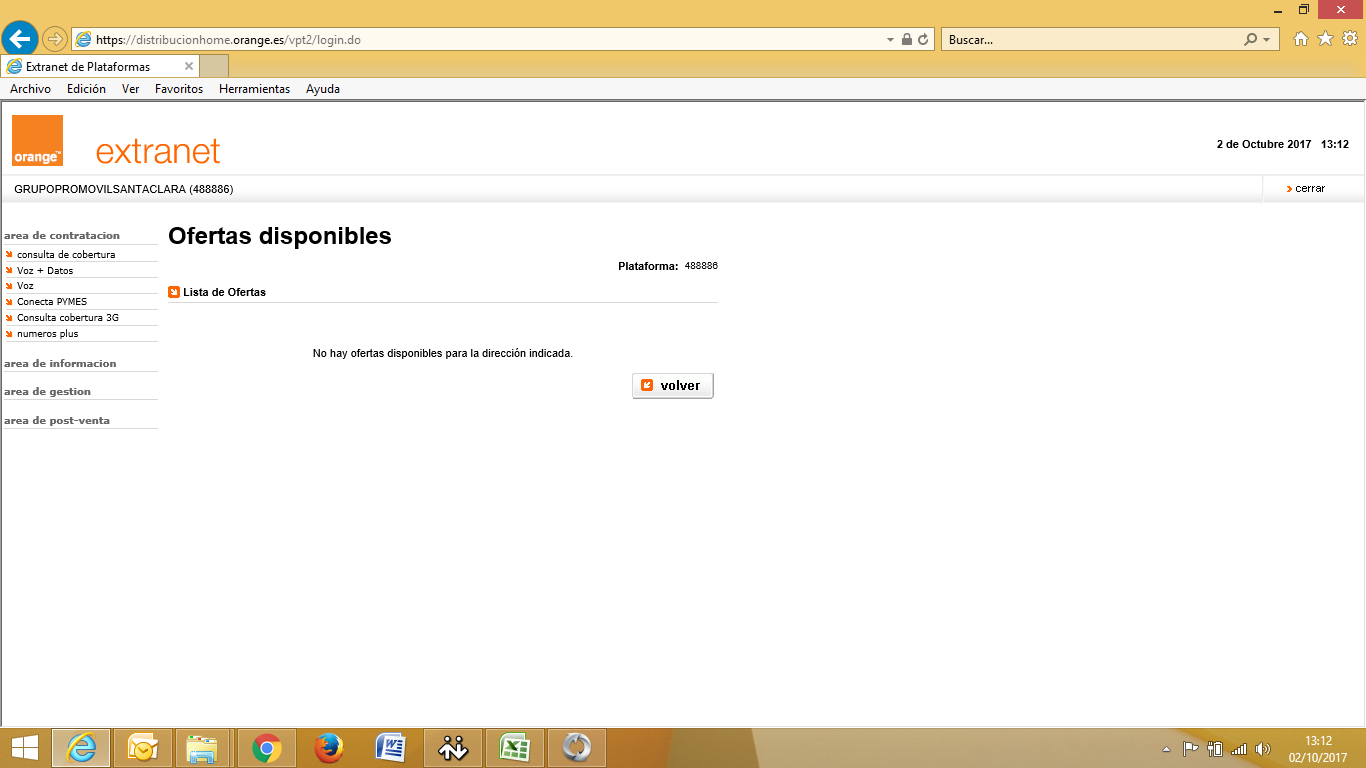 https://distribucionhome.orange.es/vpt2/login.do
Buscar...
Extranet de Plataformas
Archivo Edición Ver Favoritos Herramientas Ayuda
orange™
extranet
2 de Octubre 2017 13:12
GRUPOPROMOVILSANTACLARA (488886)
cerrar
area de contratacion
consulta de cobertura
Voz + Datos
Voz
Conecta PYMES
Consulta cobertura 3G
numeros plus
area de informacion
area de gestion
area de post-venta
Ofertas disponibles
Plataforma: 488886
Lista de Ofertas
No hay ofertas disponibles para la dirección indicada.
volver
13:12
02/10/2017